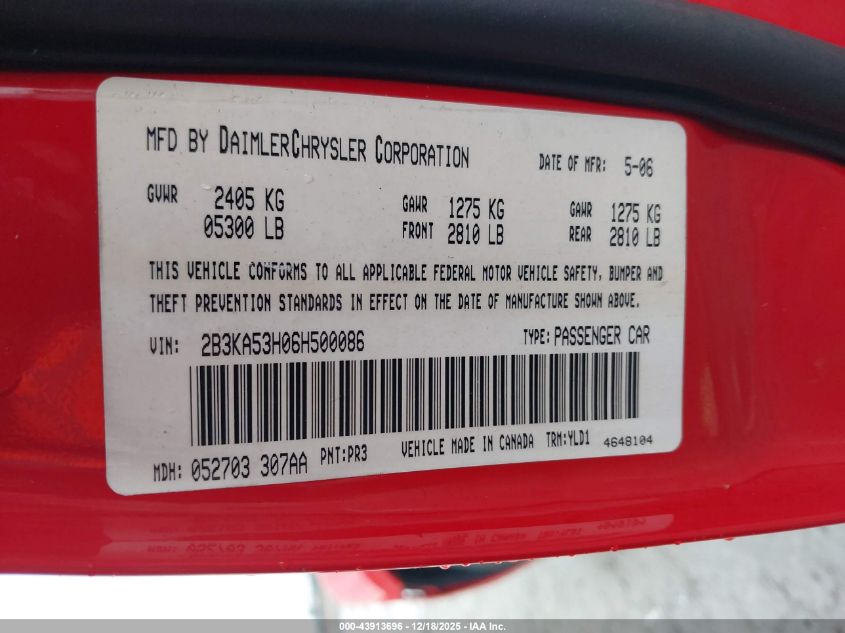 MFD BY DAIMLERCHRYSLER CORPORATION DATE OF MFR: 5-06
GVWR 2405 KG GAWR 1275 KG GAWR 1275 KG
05300 LB FRONT 2810 LB REAR 2810 LB
THIS VEHICLE CONFORMS TO ALL APPLICABLE FEDERAL MOTOR VEHICLE SAFETY, BUMPER AND
THEFT PREVENTION STANDARDS IN EFFECT ON THE DATE OF MANUFACTURE SHOWN ABOVE.
VIN: 2B3KA53H06H500086 TYPE: PASSENGER CAR
MDH: 052703 307AA PNT:PR3 VEHICLE MADE IN CANADA TRM:YLD1 4648104
000-43913696 - 12/18/2025 - IAA Inc.